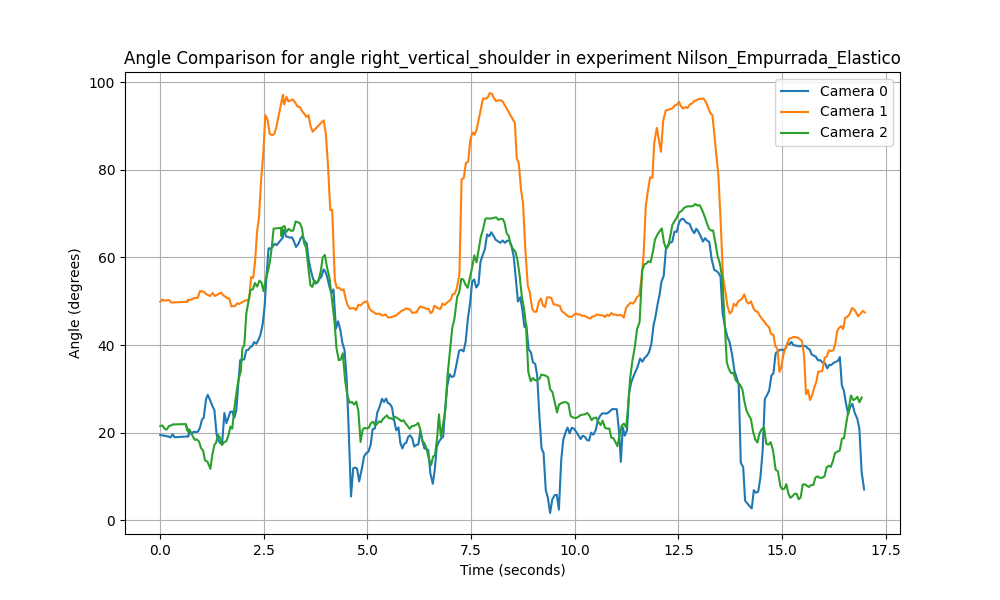 Angle Comparison for angle right_vertical_shoulder in experiment Nilson_Empurrada_Elastico
Camera 0
Camera 1
Camera 2
Angle (degrees)
100
80
60
40
20
0
0.0 2.5 5.0 7.5 10.0 12.5 15.0 17.5
Time (seconds)